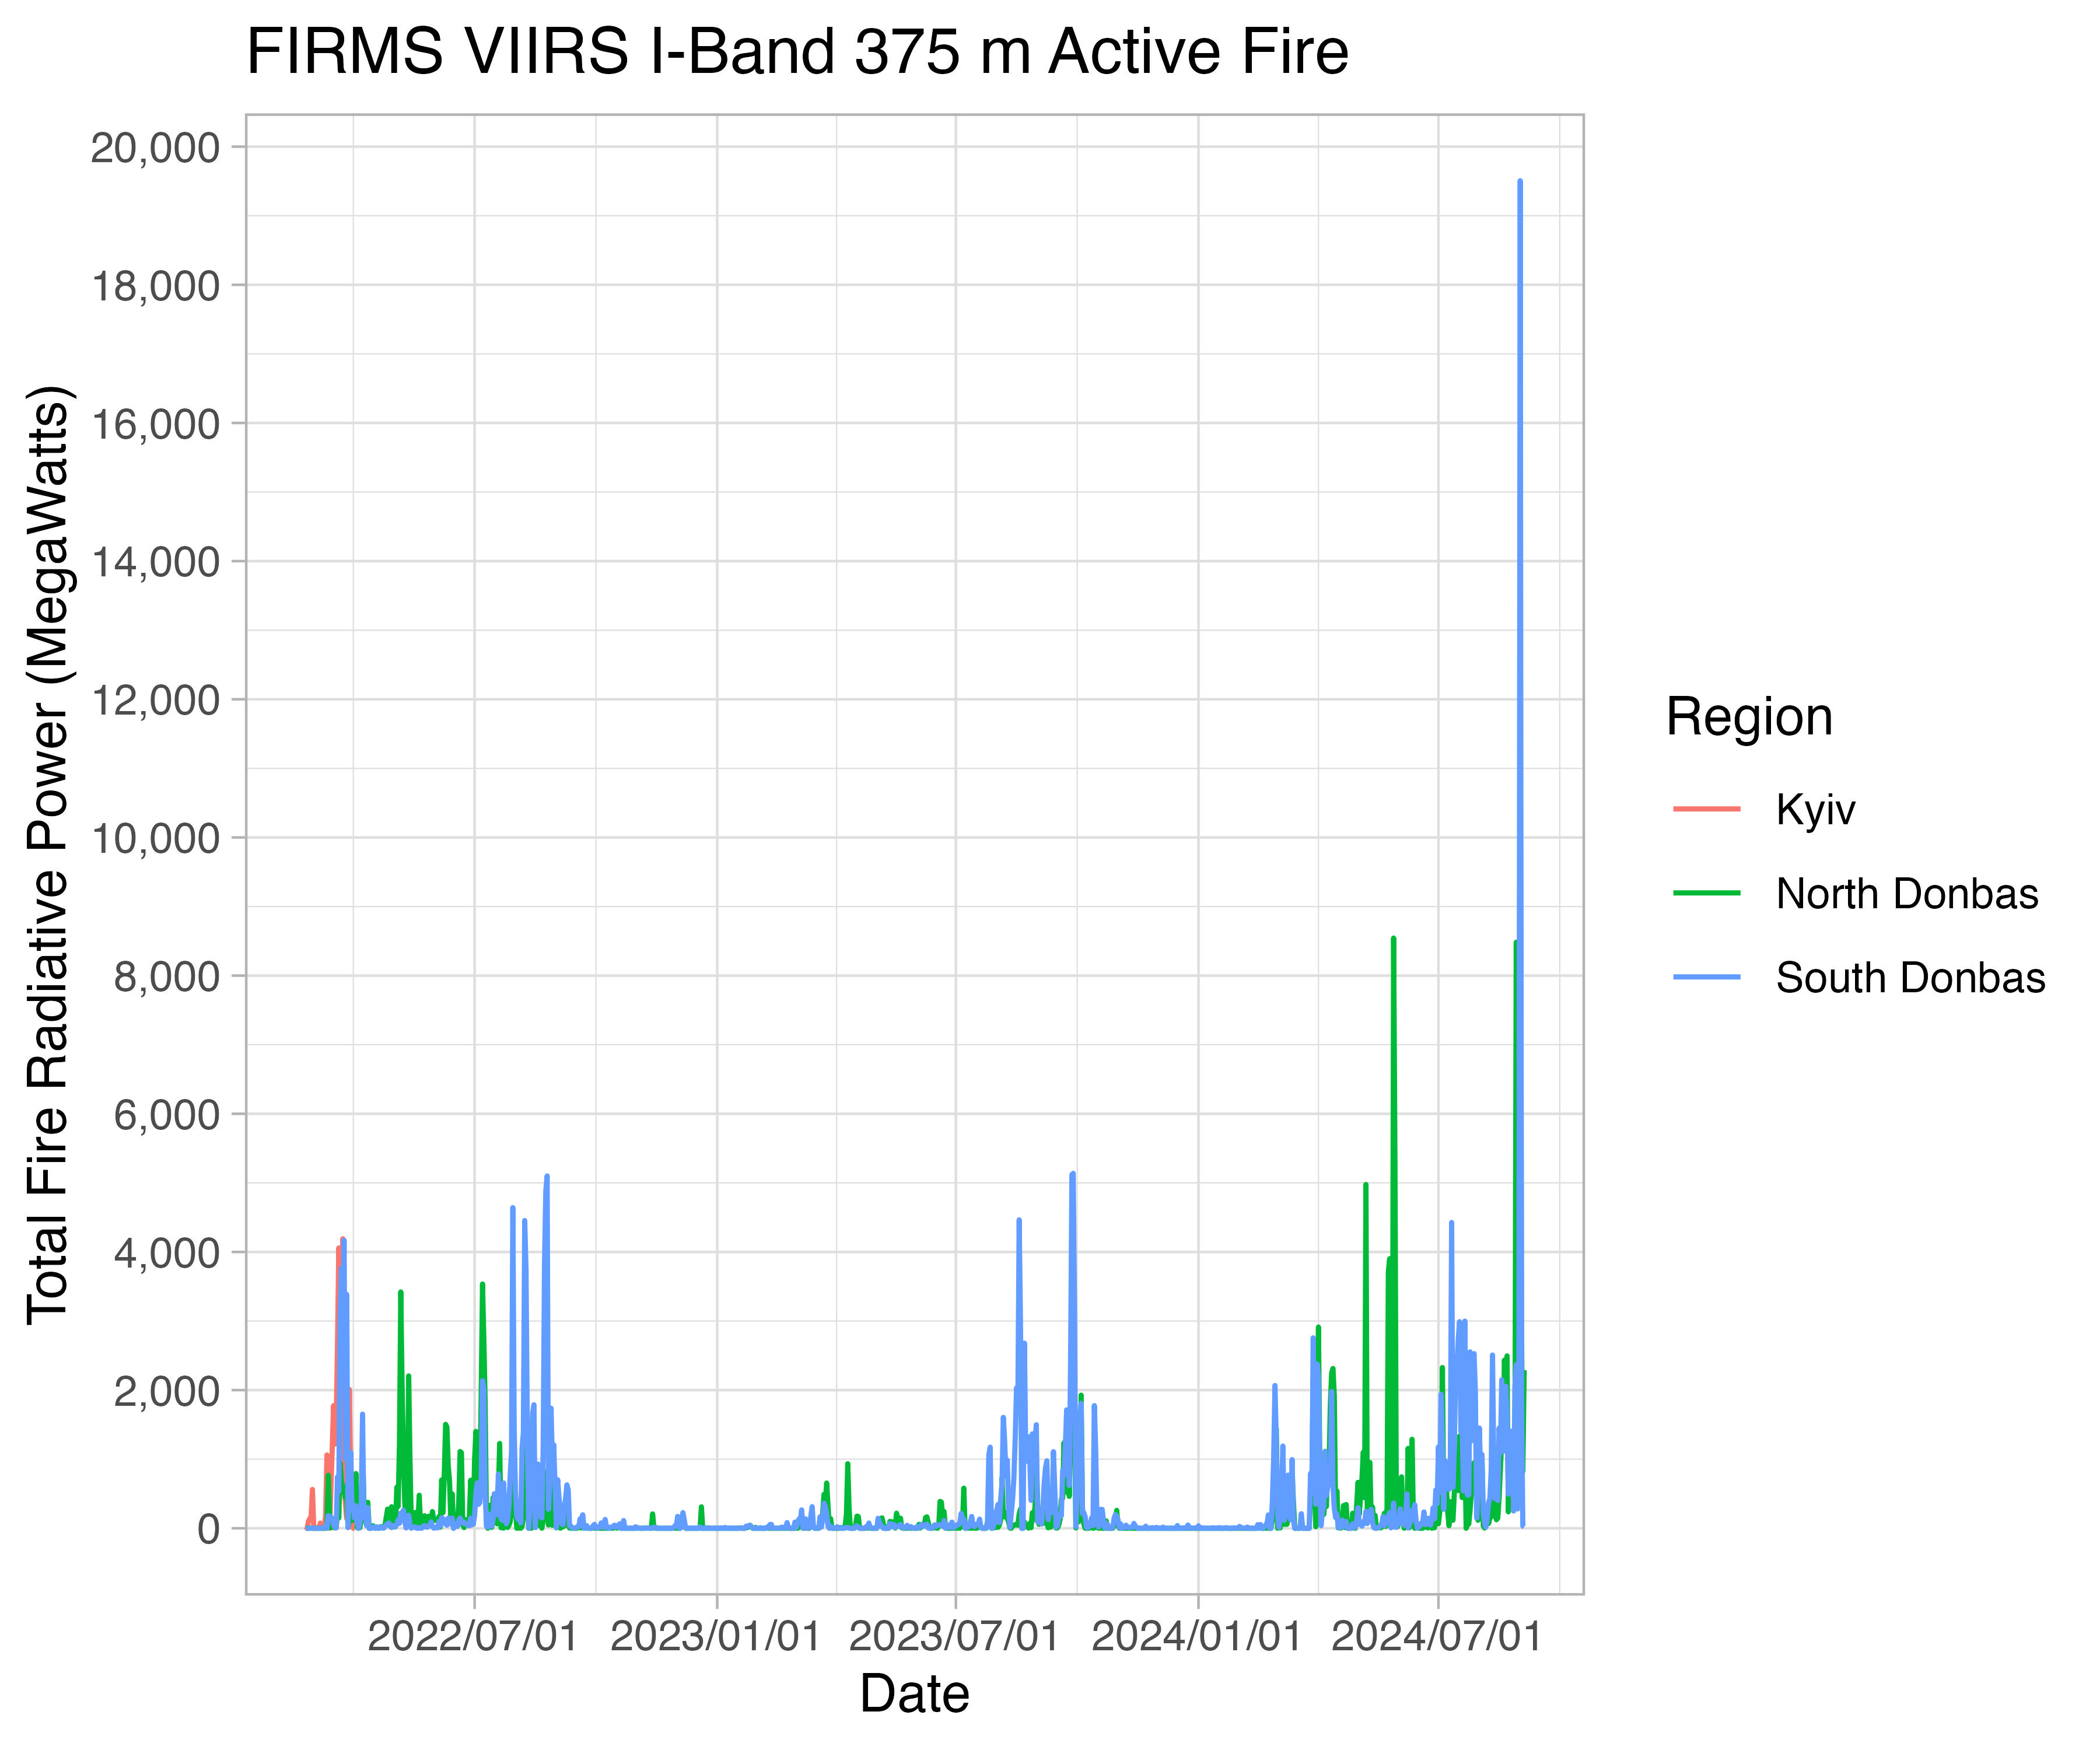 FIRMS VIIRS I-Band 375 m Active Fire
Total Fire Radiative Power (MegaWatts)
20,000
18,000
16,000
14,000
12,000
10,000
8,000
6,000
4,000
2,000
0
2022/07/01 2023/01/01 2023/07/01 2024/01/01 2024/07/01
Date
Region
Kyiv
North Donbas
South Donbas